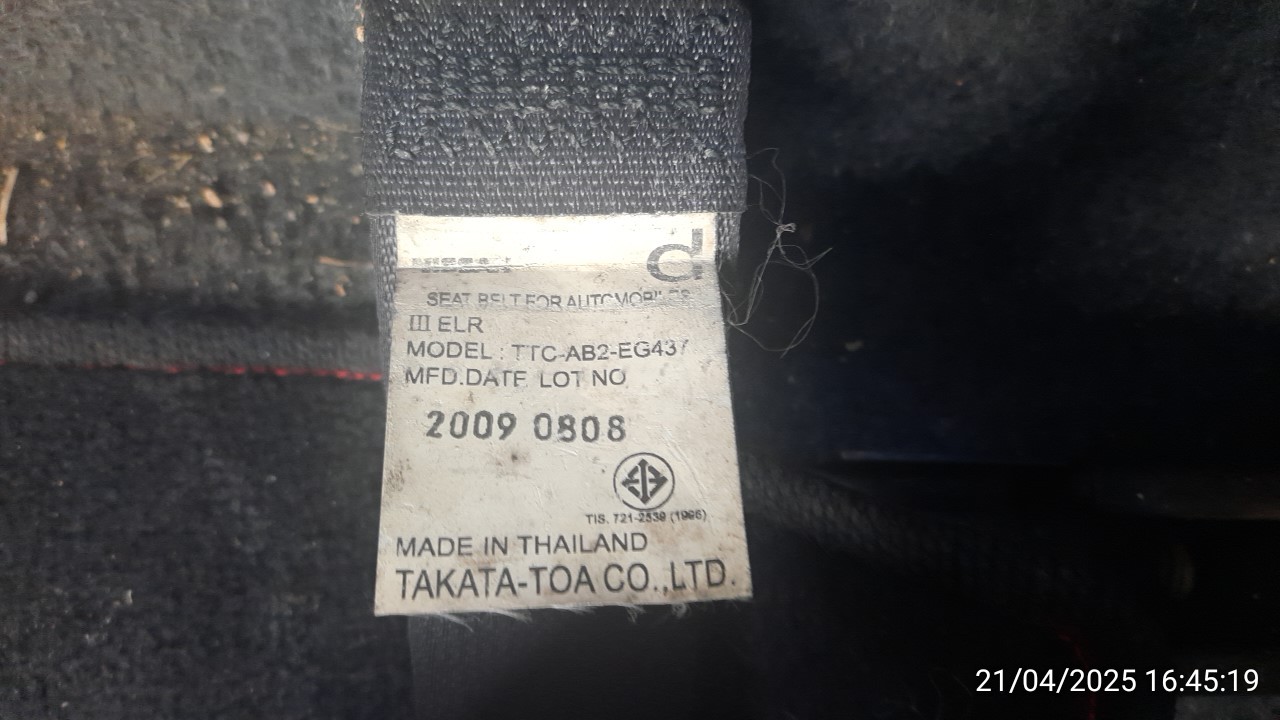 NISSAN
d
SEAT BELT FOR AUTOMOBILES
III ELR
MODEL : TTC-AB2-EG437
MFD.DATE LOT NO
2009 0808
TIS. 721-2539 (1996)
MADE IN THAILAND
TAKATA-TOA CO.,LTD.
21/04/2025 16:45:19